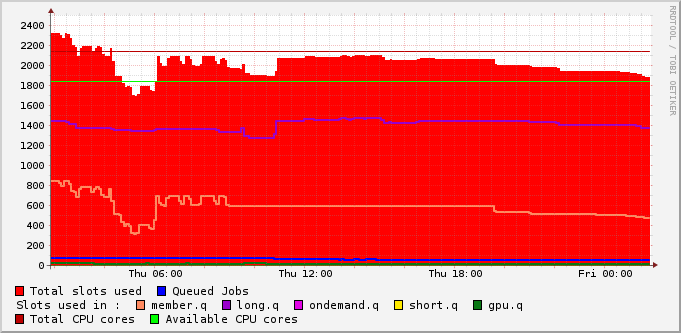 RRDTOOL / TOBI OETIKER
2400
2200
2000
1800
1600
1400
1200
1000
800
600
400
200
0
Thu 06:00 Thu 12:00 Thu 18:00 Fri 00:00
Total slots used Queued Jobs
Slots used in : member.q long.q ondemand.q short.q gpu.q
Total CPU cores Available CPU cores